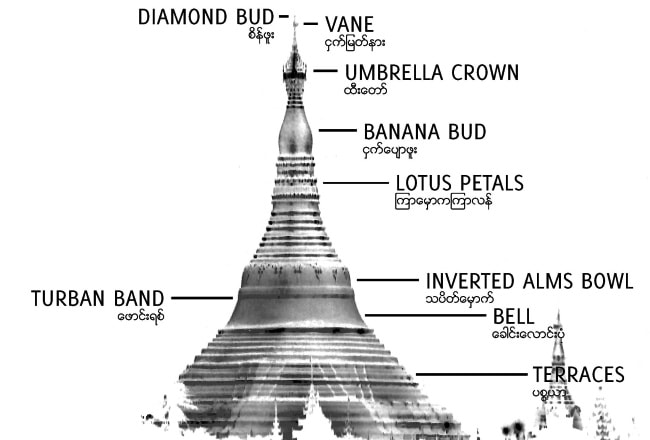 DIAMOND BUD
စိန်ဖူး
VANE
ငှက်မြတ်နား
UMBRELLA CROWN
ထီးတော်
BANANA BUD
ငှက်ပျောဖူး
LOTUS PETALS
ကြာမှောက်ကြာလန်
INVERTED ALMS BOWL
သပိတ်မှောက်
TURBAN BAND
ဖောင်းရစ်
BELL
ခေါင်းလောင်းပုံ
TERRACES
ပစ္စယာ